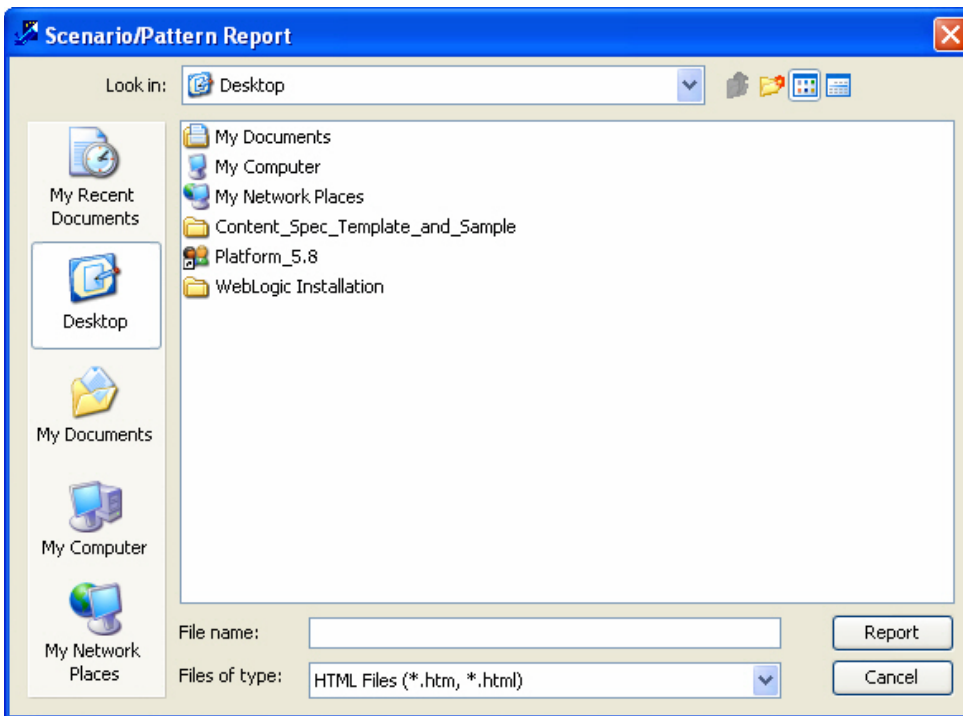 Scenario/Pattern Report
Look in: Desktop
My Recent
Documents
Desktop
My Documents
My Computer
My Network
Places
My Documents
My Computer
My Network Places
Content_Spec_Template_and_Sample
Platform_5.8
WebLogic Installation
File name: Report
Files of type: HTML Files (*.htm, *.html) Cancel